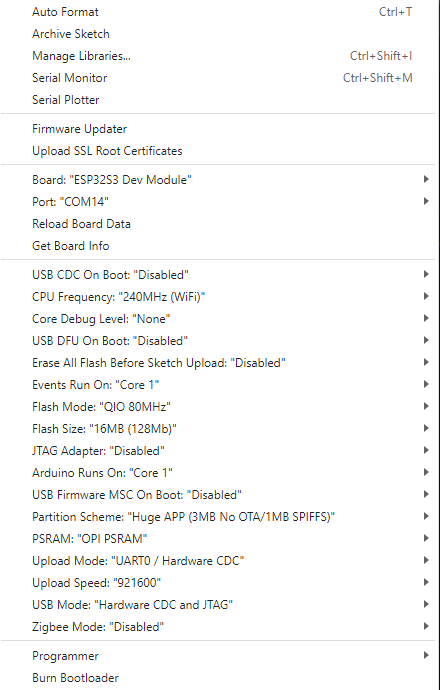 Auto Format Ctrl+T
Archive Sketch
Manage Libraries... Ctrl+Shift+I
Serial Monitor Ctrl+Shift+M
Serial Plotter
Firmware Updater
Upload SSL Root Certificates
Board: "ESP32S3 Dev Module"
Port: "COM14"
Reload Board Data
Get Board Info
USB CDC On Boot: "Disabled"
CPU Frequency: "240MHz (WiFi)"
Core Debug Level: "None"
USB DFU On Boot: "Disabled"
Erase All Flash Before Sketch Upload: "Disabled"
Events Run On: "Core 1"
Flash Mode: "QIO 80MHz"
Flash Size: "16MB (128Mb)"
JTAG Adapter: "Disabled"
Arduino Runs On: "Core 1"
USB Firmware MSC On Boot: "Disabled"
Partition Scheme: "Huge APP (3MB No OTA/1MB SPIFFS)"
PSRAM: "OPI PSRAM"
Upload Mode: "UART0 / Hardware CDC"
Upload Speed: "921600"
USB Mode: "Hardware CDC and JTAG"
Zigbee Mode: "Disabled"
Programmer
Burn Bootloader